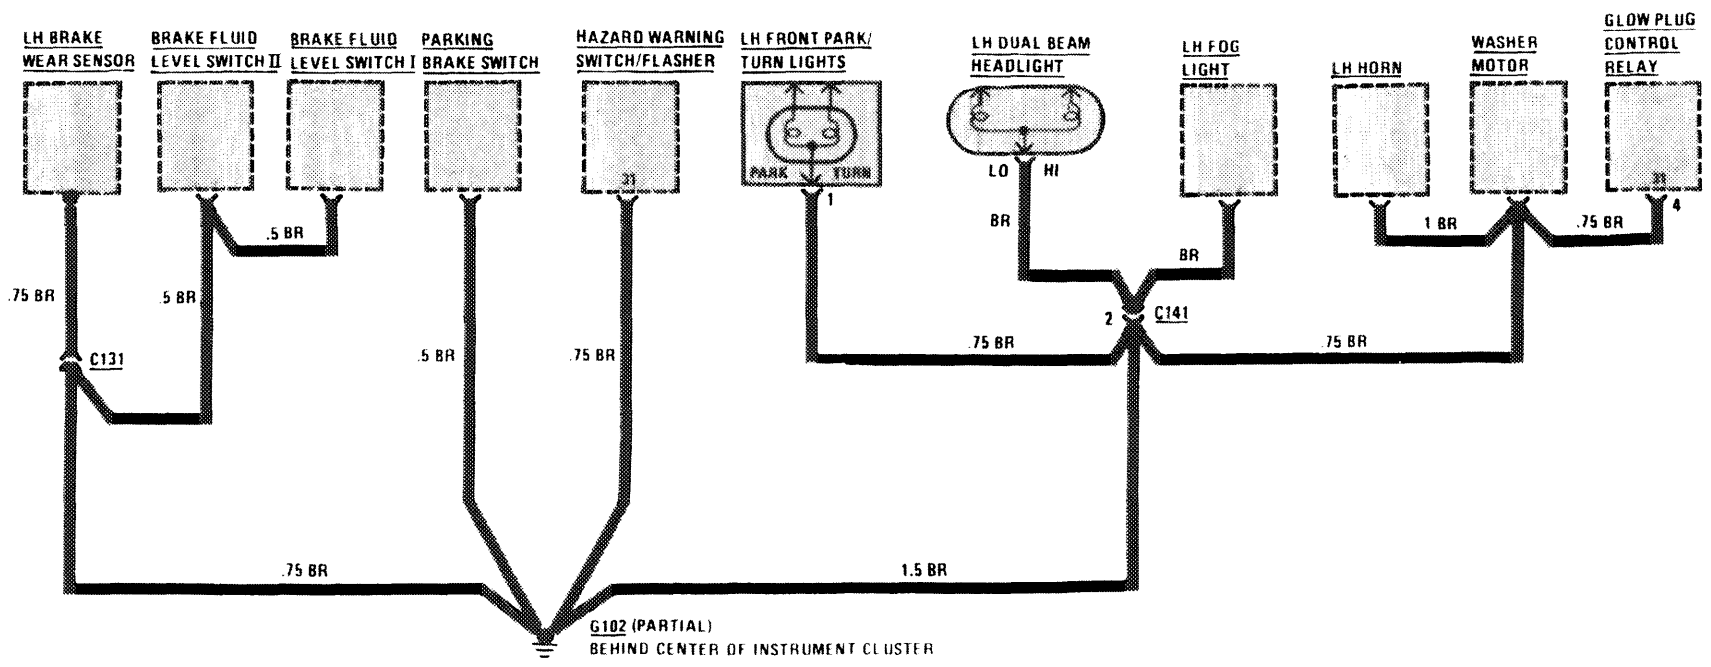 LH BRAKE
WEAR SENSOR
BRAKE FLUID
LEVEL SWITCH II
BRAKE FLUID
LEVEL SWITCH I
PARKING
BRAKE SWITCH
HAZARD WARNING
SWITCH/FLASHER
LH FRONT PARK/
TURN LIGHTS
LH DUAL BEAM
HEADLIGHT
LH FOG
LIGHT
LH HORN
WASHER
MOTOR
GLOW PLUG
CONTROL
RELAY
31
PARK
TURN
LO
HI
31
1
4
.5 BR
BR
1 BR
.75 BR
BR
.75 BR
.5 BR
2
C141
C131
.5 BR
.75 BR
.75 BR
.75 BR
.75 BR
1.5 BR
G102 (PARTIAL)
BEHIND CENTER OF INSTRUMENT CLUSTER